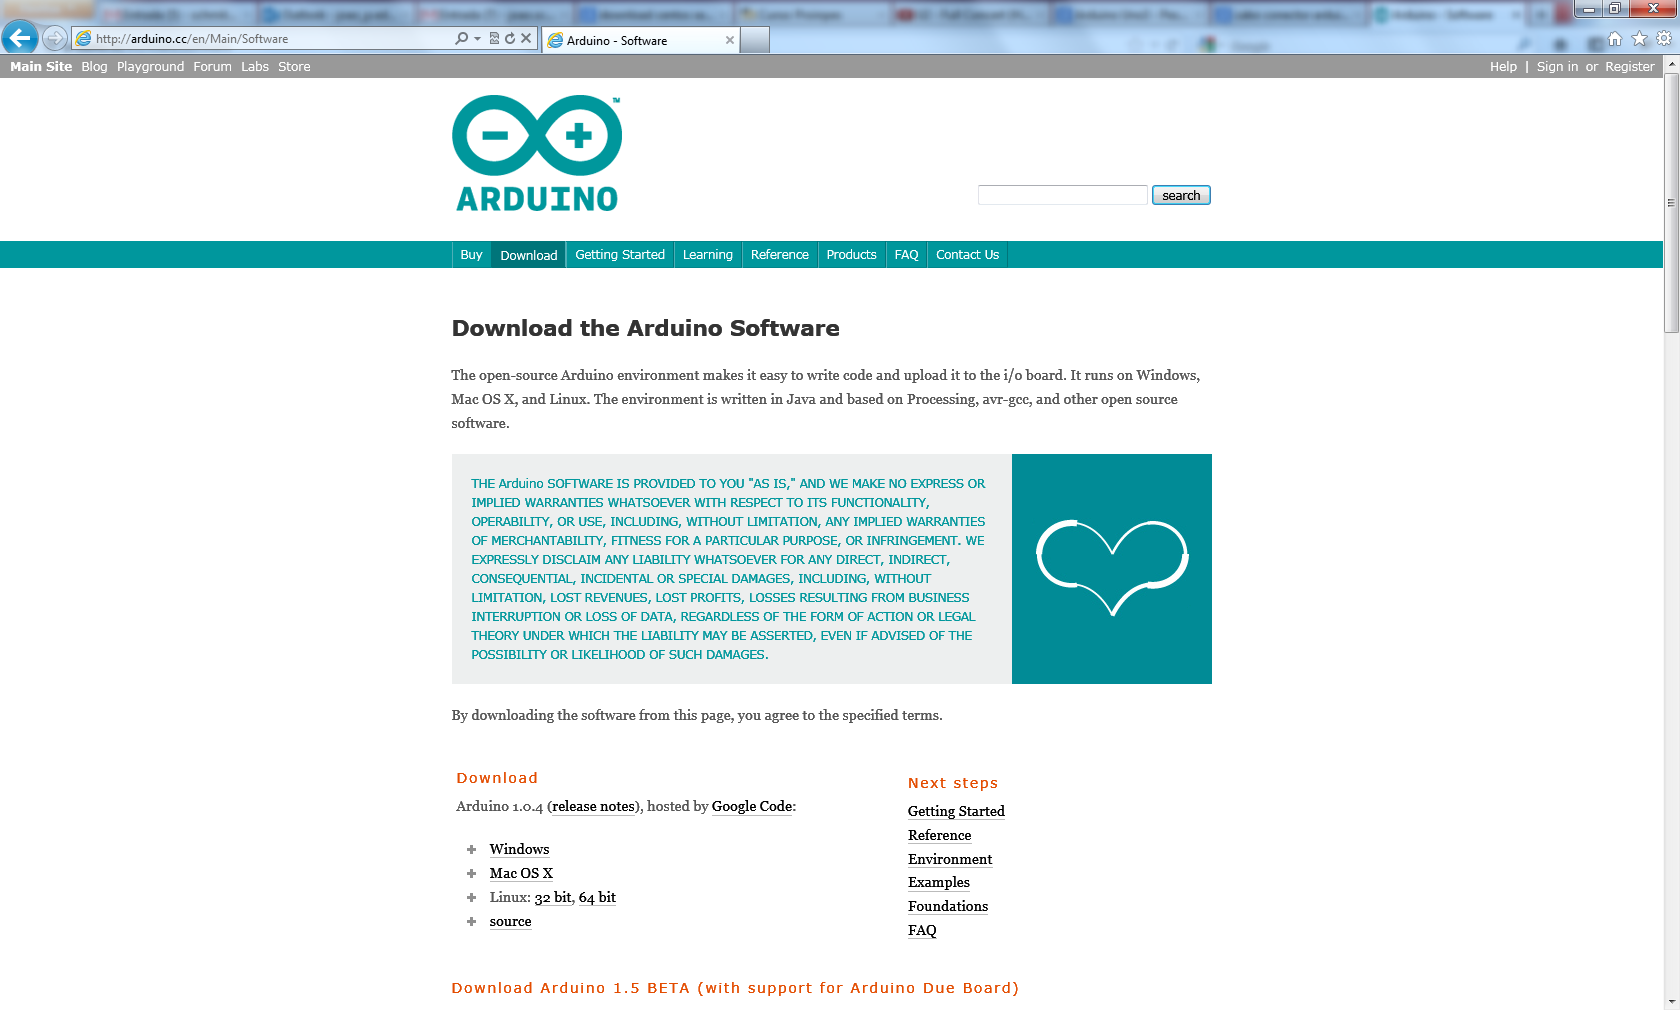 http://arduino.cc/en/Main/Software
Arduino - Software
Main Site Blog Playground Forum Labs Store
Help | Sign in or Register
TM
ARDUINO
search
Buy Download Getting Started Learning Reference Products FAQ Contact Us
Download the Arduino Software
The open-source Arduino environment makes it easy to write code and upload it to the i/o board. It runs on Windows,
Mac OS X, and Linux. The environment is written in Java and based on Processing, avr-gcc, and other open source
software.
THE Arduino SOFTWARE IS PROVIDED TO YOU "AS IS," AND WE MAKE NO EXPRESS OR
IMPLIED WARRANTIES WHATSOEVER WITH RESPECT TO ITS FUNCTIONALITY,
OPERABILITY, OR USE, INCLUDING, WITHOUT LIMITATION, ANY IMPLIED WARRANTIES
OF MERCHANTABILITY, FITNESS FOR A PARTICULAR PURPOSE, OR INFRINGEMENT. WE
EXPRESSLY DISCLAIM ANY LIABILITY WHATSOEVER FOR ANY DIRECT, INDIRECT,
CONSEQUENTIAL, INCIDENTAL OR SPECIAL DAMAGES, INCLUDING, WITHOUT
LIMITATION, LOST REVENUES, LOST PROFITS, LOSSES RESULTING FROM BUSINESS
INTERRUPTION OR LOSS OF DATA, REGARDLESS OF THE FORM OF ACTION OR LEGAL
THEORY UNDER WHICH THE LIABILITY MAY BE ASSERTED, EVEN IF ADVISED OF THE
POSSIBILITY OR LIKELIHOOD OF SUCH DAMAGES.
By downloading the software from this page, you agree to the specified terms.
Download
Arduino 1.0.4 (release notes), hosted by Google Code:
Windows
Mac OS X
Linux: 32 bit, 64 bit
source
Next steps
Getting Started
Reference
Environment
Examples
Foundations
FAQ
Download Arduino 1.5 BETA (with support for Arduino Due Board)